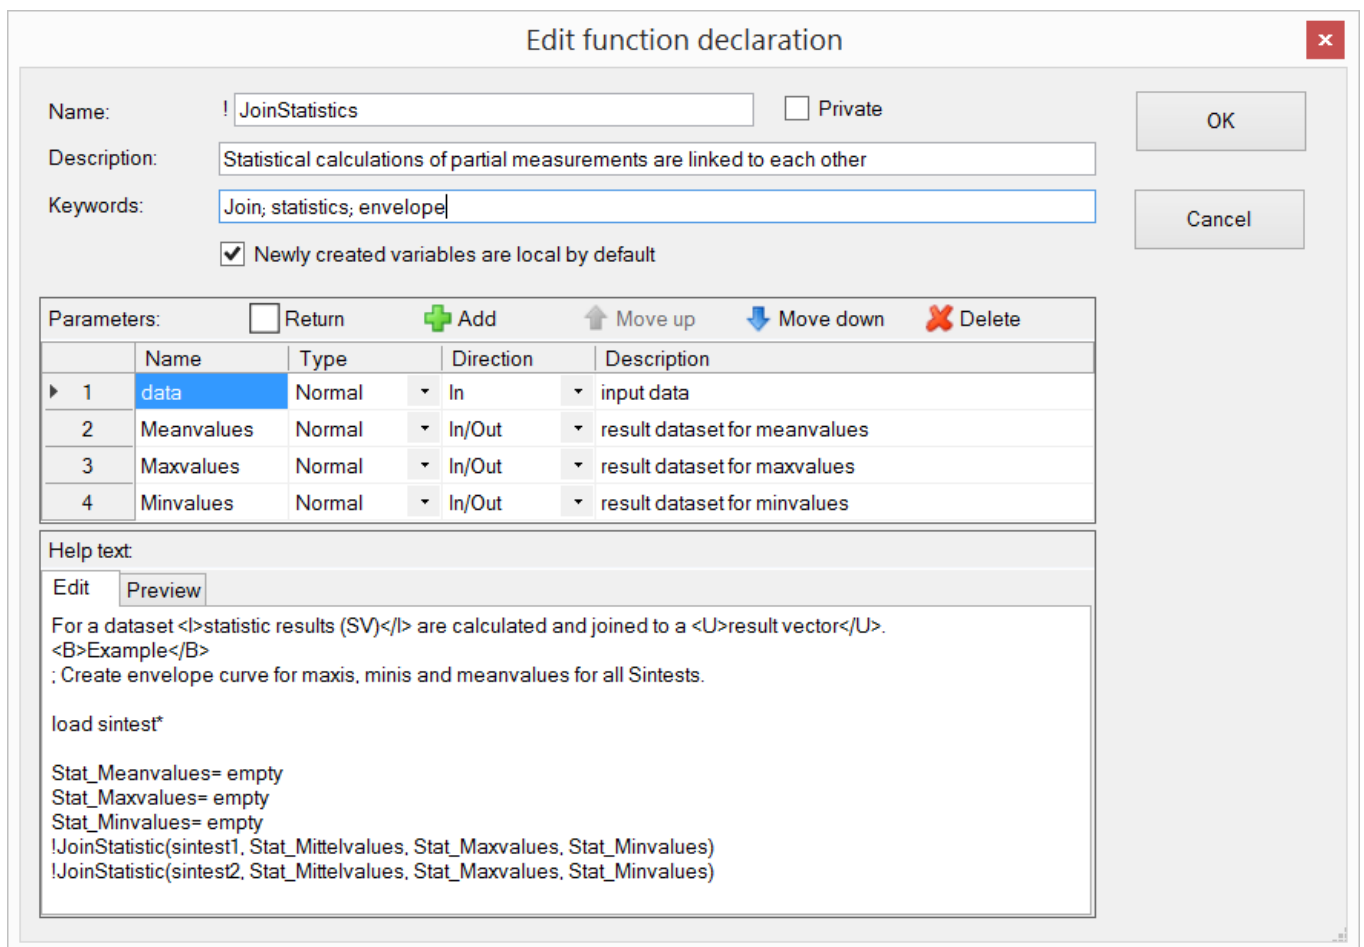 Edit function declaration
x
Name: ! JoinStatistics Private OK
Description: Statistical calculations of partial measurements are linked to each other
Keywords: Join; statistics; envelope Cancel
Newly created variables are local by default
Parameters: Return Add Move up Move down Delete
Name Type Direction Description
1 data Normal In input data
2 Meanvalues Normal In/Out result dataset for meanvalues
3 Maxvalues Normal In/Out result dataset for maxvalues
4 Minvalues Normal In/Out result dataset for minvalues
Help text:
Edit Preview
For a dataset <I>statistic results (SV)</I> are calculated and joined to a <U>result vector</U>.
<B>Example</B>
; Create envelope curve for maxis, minis and meanvalues for all Sintests.
load sintest*
Stat_Meanvalues= empty
Stat_Maxvalues= empty
Stat_Minvalues= empty
!JoinStatistic(sintest1, Stat_Mittelvalues, Stat_Maxvalues, Stat_Minvalues)
!JoinStatistic(sintest2, Stat_Mittelvalues, Stat_Maxvalues, Stat_Minvalues)